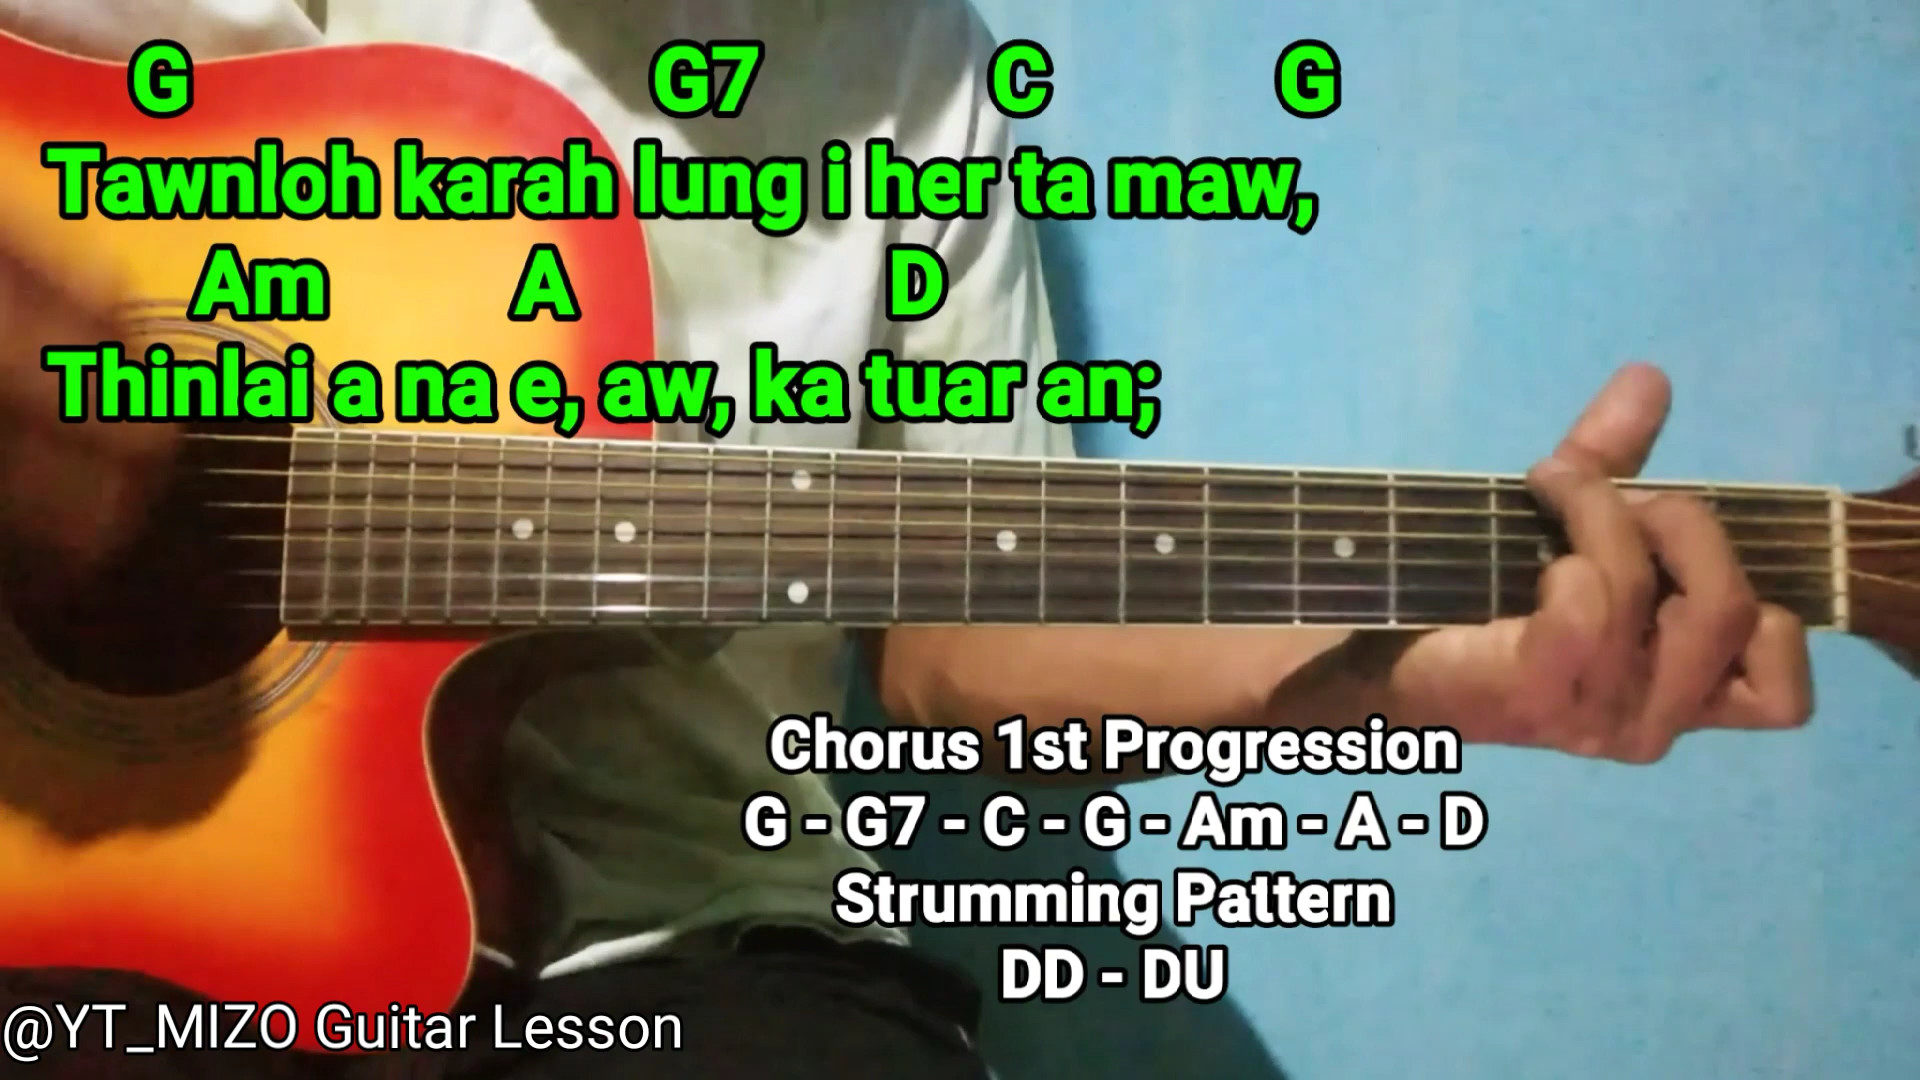 G G7 C G
Tawnloh karah lung i her ta maw,
Am A D
Thinlai a na e, aw, ka tuar an;
Chorus 1st Progression
G - G7 - C - G - Am - A - D
Strumming Pattern
DD - DU
@YT_MIZO Guitar Lesson